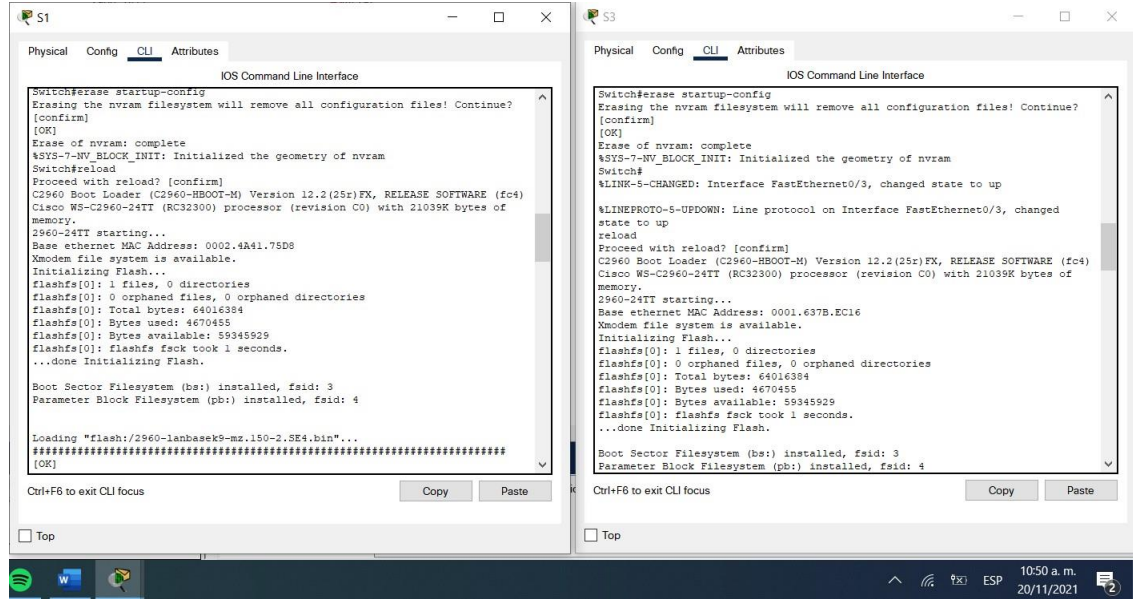 S1
Physical Config CLI Attributes
IOS Command Line Interface
Switch#erase startup-config
Erasing the nvram filesystem will remove all configuration files! Continue?
[confirm]
[OK]
Erase of nvram: complete
%SYS-7-NV_BLOCK_INIT: Initialized the geometry of nvram
Switch#reload
Proceed with reload? [confirm]
C2960 Boot Loader (C2960-HBOOT-M) Version 12.2(25r)FX, RELEASE SOFTWARE (fc4)
Cisco WS-C2960-24TT (RC32300) processor (revision C0) with 21039K bytes of
memory.
2960-24TT starting...
Base ethernet MAC Address: 0002.4A41.75D8
Xmodem file system is available.
Initializing Flash...
flashfs[0]: 1 files, 0 directories
flashfs[0]: 0 orphaned files, 0 orphaned directories
flashfs[0]: Total bytes: 64016384
flashfs[0]: Bytes used: 4670455
flashfs[0]: Bytes available: 59345929
flashfs[0]: flashfs fsck took 1 seconds.
...done Initializing Flash.
Boot Sector Filesystem (bs:) installed, fsid: 3
Parameter Block Filesystem (pb:) installed, fsid: 4
Loading "flash:/2960-lanbasek9-mz.150-2.SE4.bin"...
##########################################################################
[OK]
Ctrl+F6 to exit CLI focus
Copy Paste
Top
S3
Physical Config CLI Attributes
IOS Command Line Interface
Switch#erase startup-config
Erasing the nvram filesystem will remove all configuration files! Continue?
[confirm]
[OK]
Erase of nvram: complete
%SYS-7-NV_BLOCK_INIT: Initialized the geometry of nvram
Switch#
%LINK-5-CHANGED: Interface FastEthernet0/3, changed state to up
%LINEPROTO-5-UPDOWN: Line protocol on Interface FastEthernet0/3, changed
state to up
reload
Proceed with reload? [confirm]
C2960 Boot Loader (C2960-HBOOT-M) Version 12.2(25r)FX, RELEASE SOFTWARE (fc4)
Cisco WS-C2960-24TT (RC32300) processor (revision C0) with 21039K bytes of
memory.
2960-24TT starting...
Base ethernet MAC Address: 0001.637B.EC16
Xmodem file system is available.
Initializing Flash...
flashfs[0]: 1 files, 0 directories
flashfs[0]: 0 orphaned files, 0 orphaned directories
flashfs[0]: Total bytes: 64016384
flashfs[0]: Bytes used: 4670455
flashfs[0]: Bytes available: 59345929
flashfs[0]: flashfs fsck took 1 seconds.
...done Initializing Flash.
Boot Sector Filesystem (bs:) installed, fsid: 3
Parameter Block Filesystem (pb:) installed, fsid: 4
Ctrl+F6 to exit CLI focus
Copy Paste
Top
ESP
10:50 a. m.
20/11/2021
2